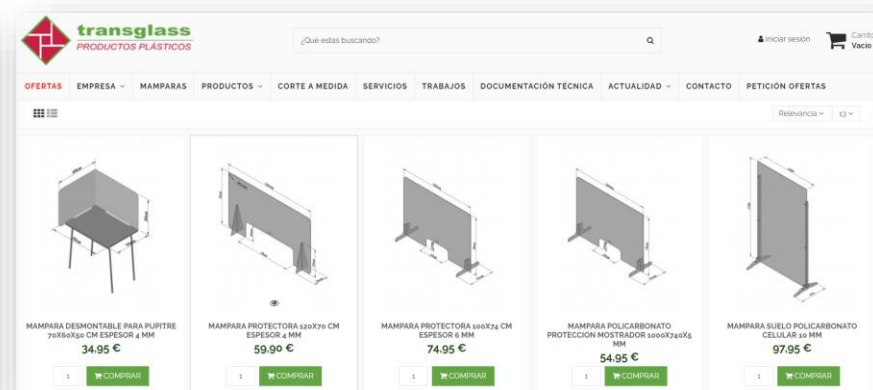 transglass
PRODUCTOS PLÁSTICOS
¿Qué estas buscando?
Iniciar sesión
Carrito
Vacío
OFERTAS EMPRESA MAMPARAS PRODUCTOS CORTE A MEDIDA SERVICIOS TRABAJOS DOCUMENTACIÓN TÉCNICA ACTUALIDAD CONTACTO PETICIÓN OFERTAS
Relevancia 13
MAMPARA DESMONTABLE PARA PUPITRE
70X60X50 CM ESPESOR 4 MM
34,95 €
1 COMPRAR
MAMPARA PROTECTORA 120X70 CM
ESPESOR 4 MM
59,90 €
1 COMPRAR
MAMPARA PROTECTORA 100X74 CM
ESPESOR 6 MM
74,95 €
1 COMPRAR
MAMPARA POLICARBONATO
PROTECCION MOSTRADOR 1000X740X5
MM
54,95 €
1 COMPRAR
MAMPARA SUELO POLICARBONATO
CELULAR 10 MM
97,95 €
1 COMPRAR